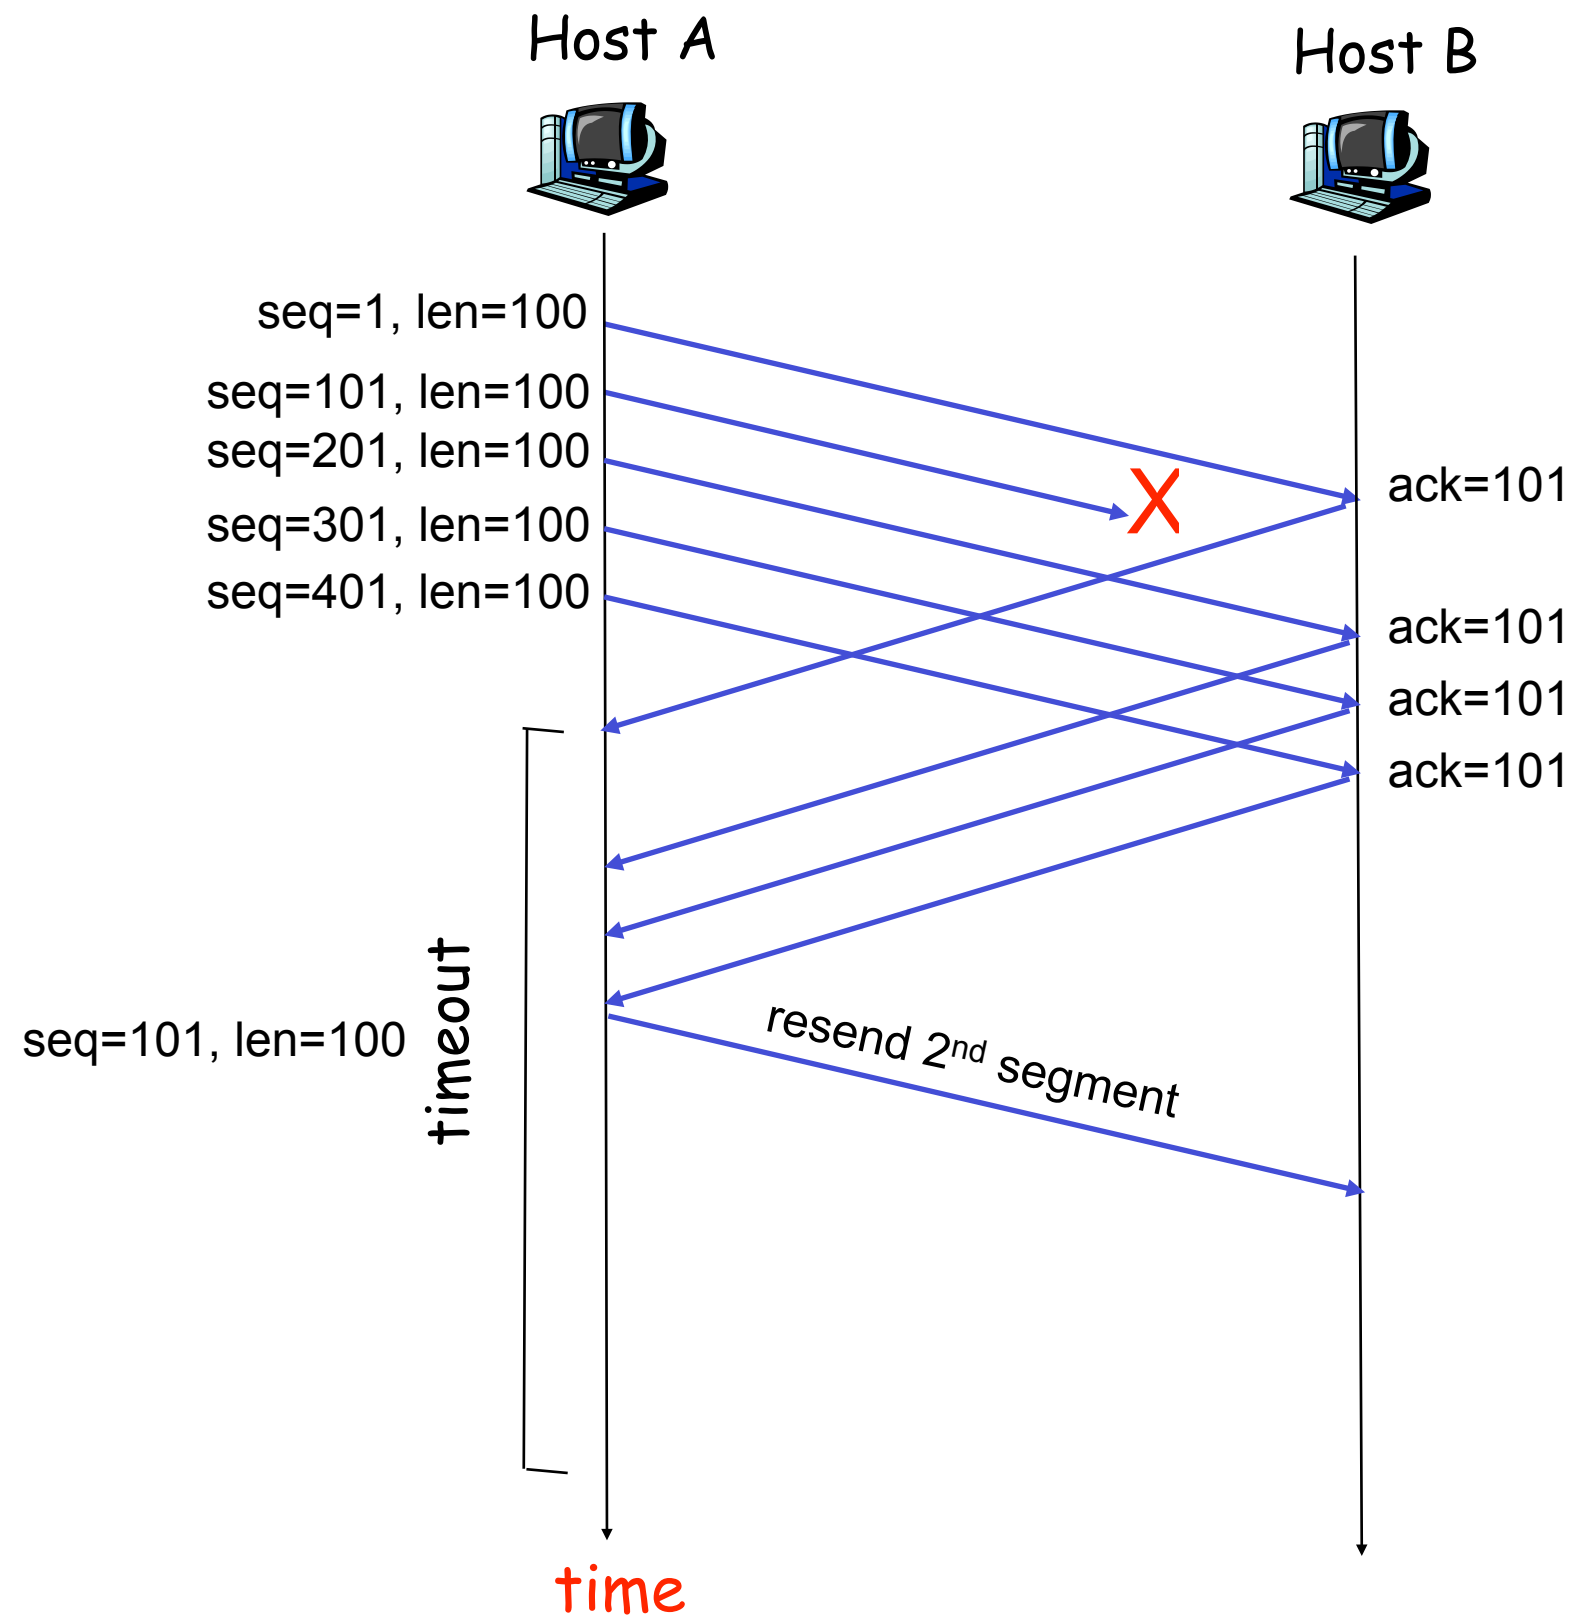 Host A
Host B
seq=1, len=100
seq=101, len=100
seq=201, len=100
seq=301, len=100
seq=401, len=100
X
ack=101
ack=101
ack=101
ack=101
timeout
seq=101, len=100
resend 2nd segment
time